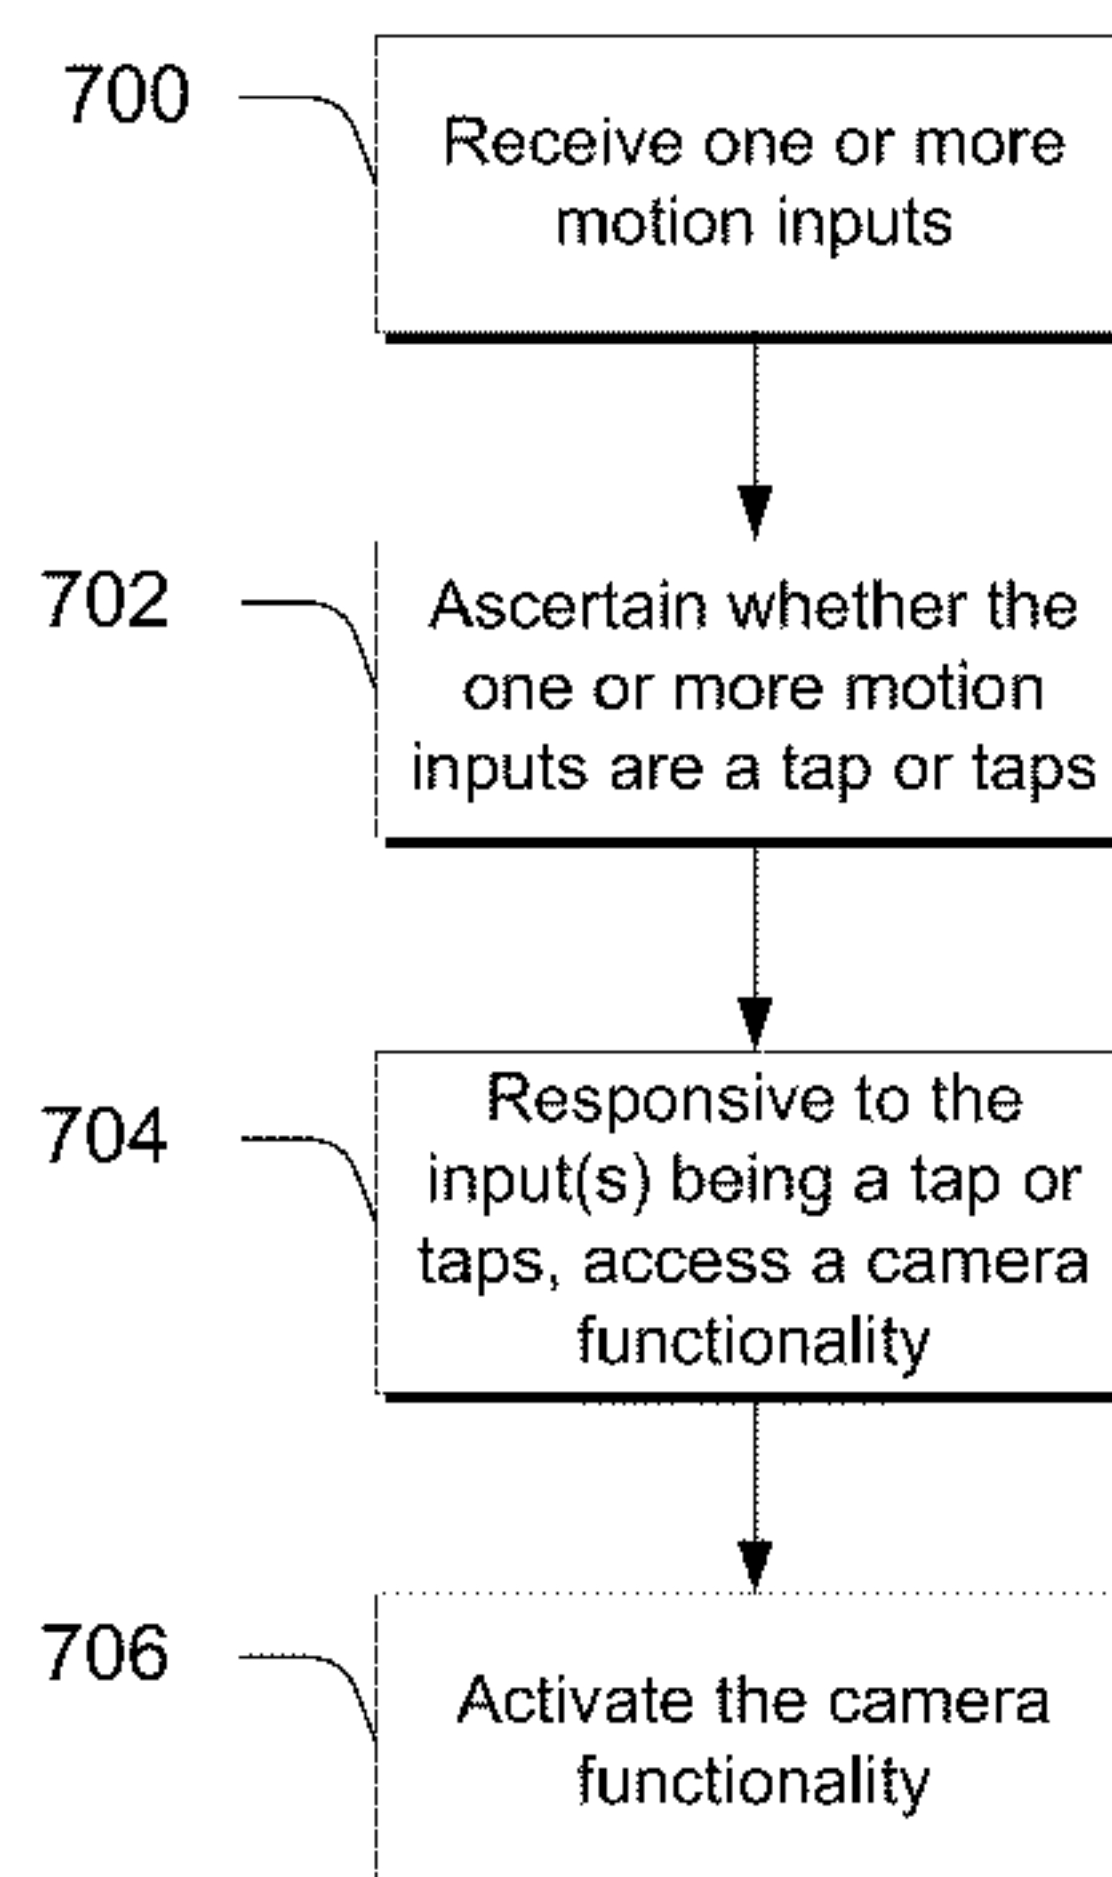 700
Receive one or more
motion inputs
702
Ascertain whether the
one or more motion
inputs are a tap or taps
704
Responsive to the
input(s) being a tap or
taps, access a camera
functionality
706
Activate the camera
functionality